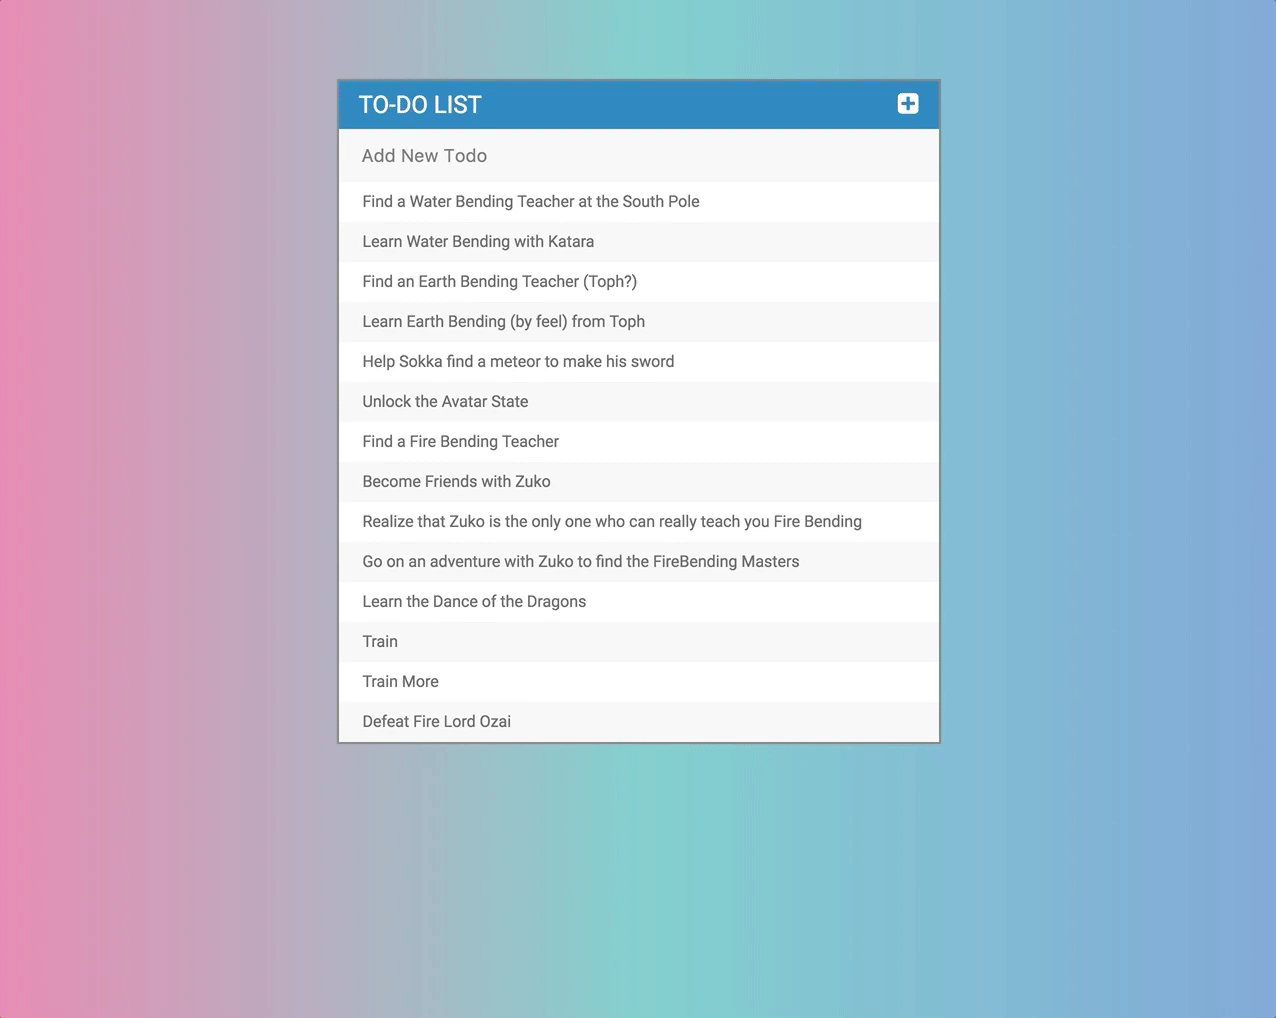 TO-DO LIST
Add New Todo
Find a Water Bending Teacher at the South Pole
Learn Water Bending with Katara
Find an Earth Bending Teacher (Toph?)
Learn Earth Bending (by feel) from Toph
Help Sokka find a meteor to make his sword
Unlock the Avatar State
Find a Fire Bending Teacher
Become Friends with Zuko
Realize that Zuko is the only one who can really teach you Fire Bending
Go on an adventure with Zuko to find the FireBending Masters
Learn the Dance of the Dragons
Train
Train More
Defeat Fire Lord Ozai